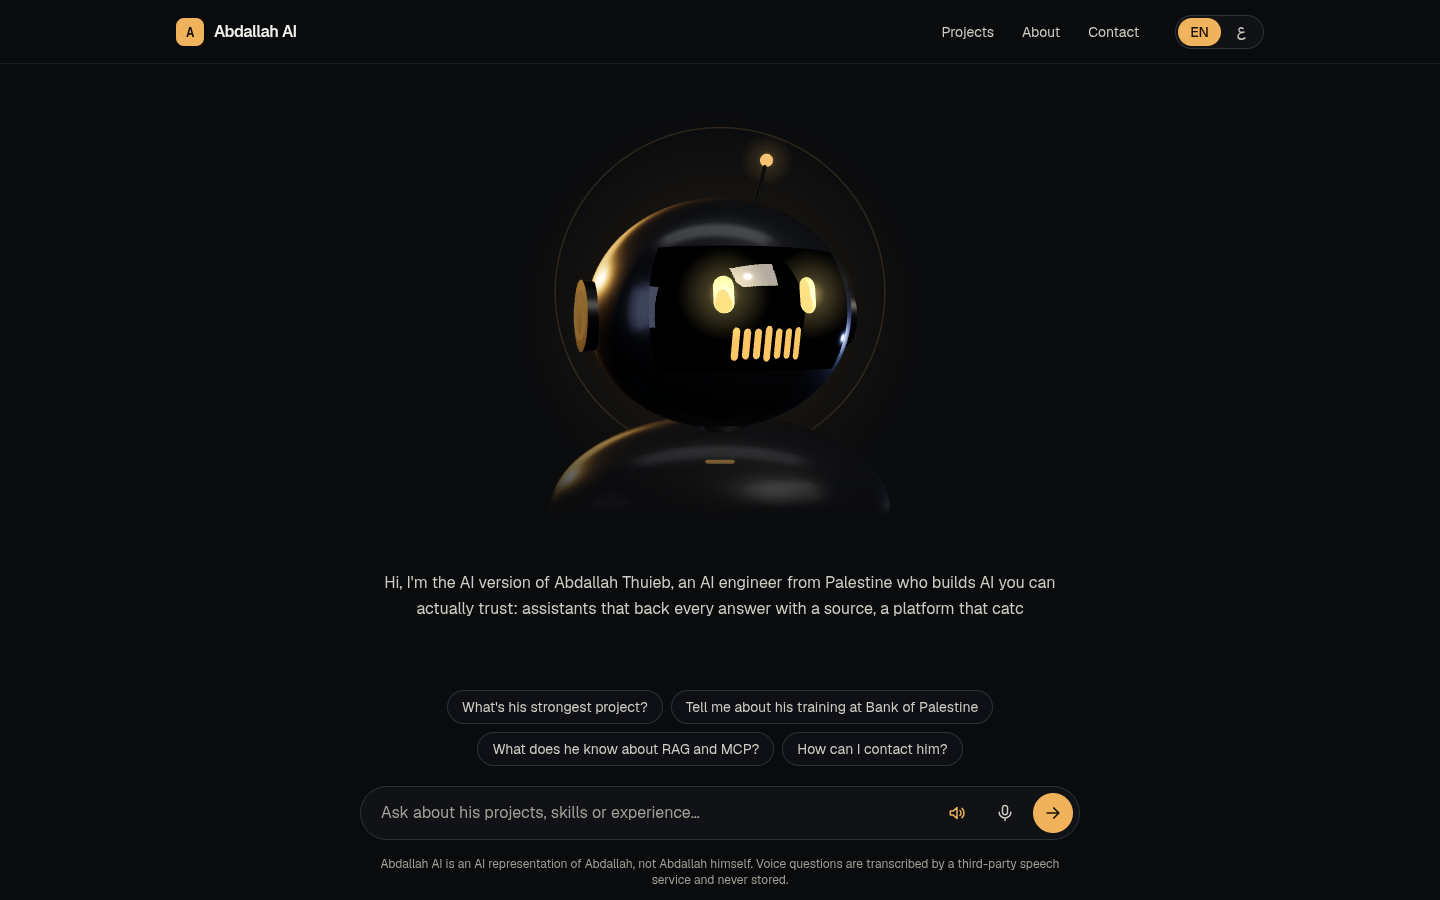 A Abdallah AI
Projects About Contact EN ع
Hi, I'm the AI version of Abdallah Thuieb, an AI engineer from Palestine who builds AI you can
actually trust: assistants that back every answer with a source, a platform that catc
What's his strongest project? Tell me about his training at Bank of Palestine
What does he know about RAG and MCP? How can I contact him?
Ask about his projects, skills or experience...
Abdallah AI is an AI representation of Abdallah, not Abdallah himself. Voice questions are transcribed by a third-party speech
service and never stored.